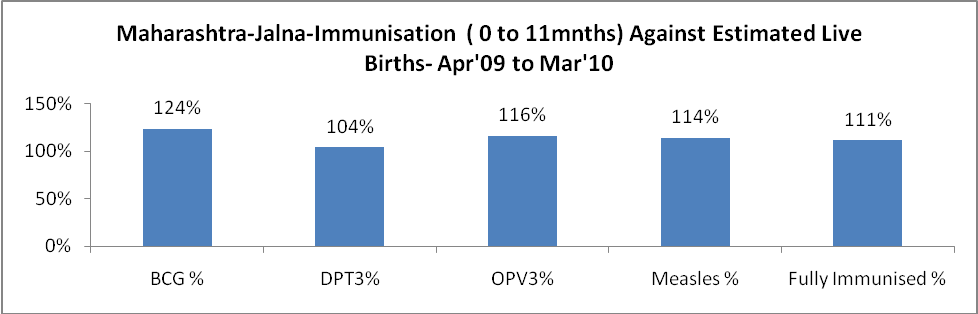 Maharashtra-Jalna-Immunisation ( 0 to 11mnths) Against Estimated Live
Births- Apr'09 to Mar'10
150%
100%
50%
0%
124%
104%
116%
114%
111%
BCG %
DPT3%
OPV3%
Measles %
Fully Immunised %